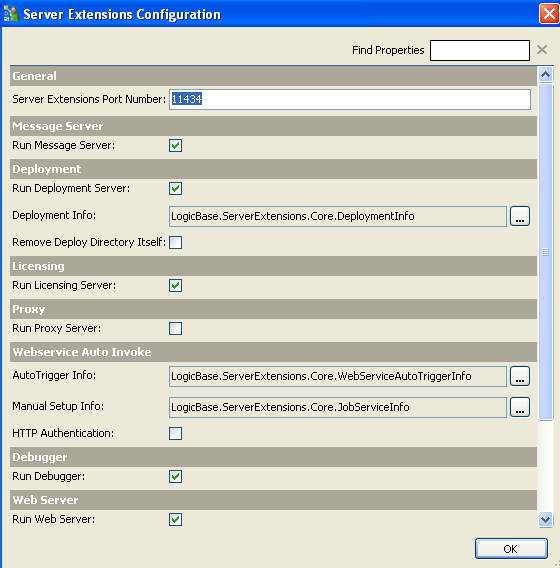 Server Extensions Configuration
Find Properties
General
Server Extensions Port Number: 11434
Message Server
Run Message Server:
Deployment
Run Deployment Server:
Deployment Info: LogicBase.ServerExtensions.Core.DeploymentInfo ...
Remove Deploy Directory Itself:
Licensing
Run Licensing Server:
Proxy
Run Proxy Server:
Webservice Auto Invoke
AutoTrigger Info: LogicBase.ServerExtensions.Core.WebServiceAutoTriggerInfo ...
Manual Setup Info: LogicBase.ServerExtensions.Core.JobServiceInfo ...
HTTP Authentication:
Debugger
Run Debugger:
Web Server
Run Web Server:
OK